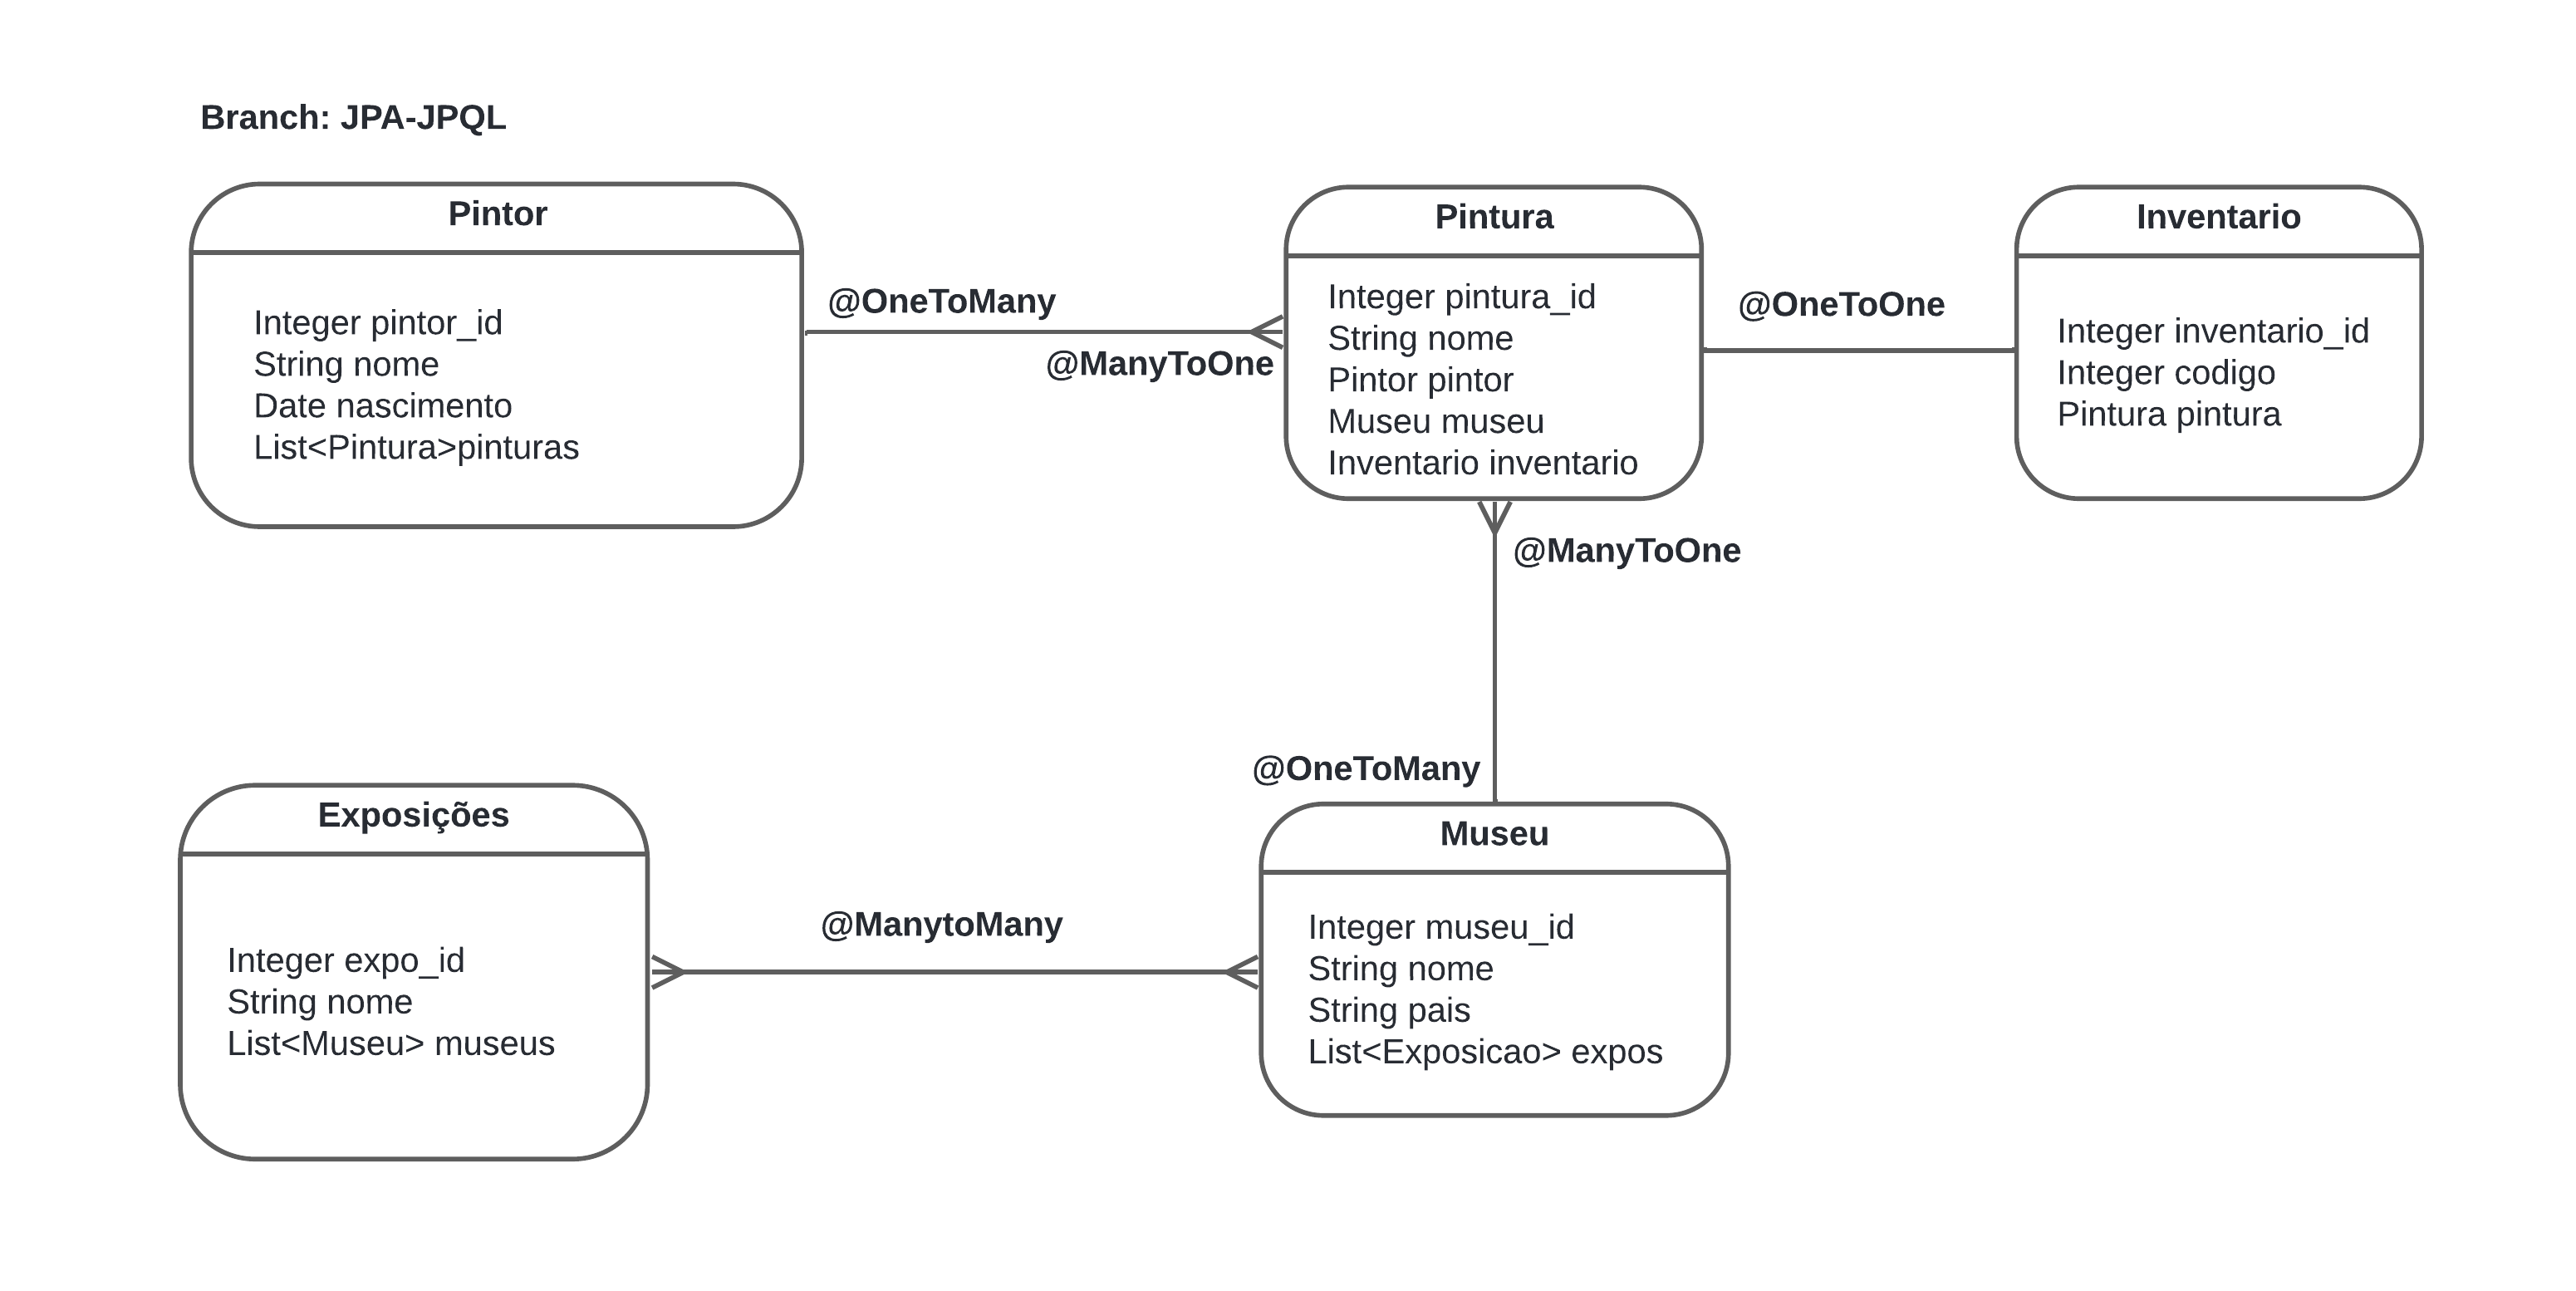 Branch: JPA-JPQL
Pintor
Integer pintor_id
String nome
Date nascimento
List<Pintura>pinturas
@OneToMany
@ManyToOne
Pintura
Integer pintura_id
String nome
Pintor pintor
Museu museu
Inventario inventario
@OneToOne
Inventario
Integer inventario_id
Integer codigo
Pintura pintura
@ManyToOne
@OneToMany
Exposições
Integer expo_id
String nome
List<Museu> museus
@ManytoMany
Museu
Integer museu_id
String nome
String pais
List<Exposicao> expos